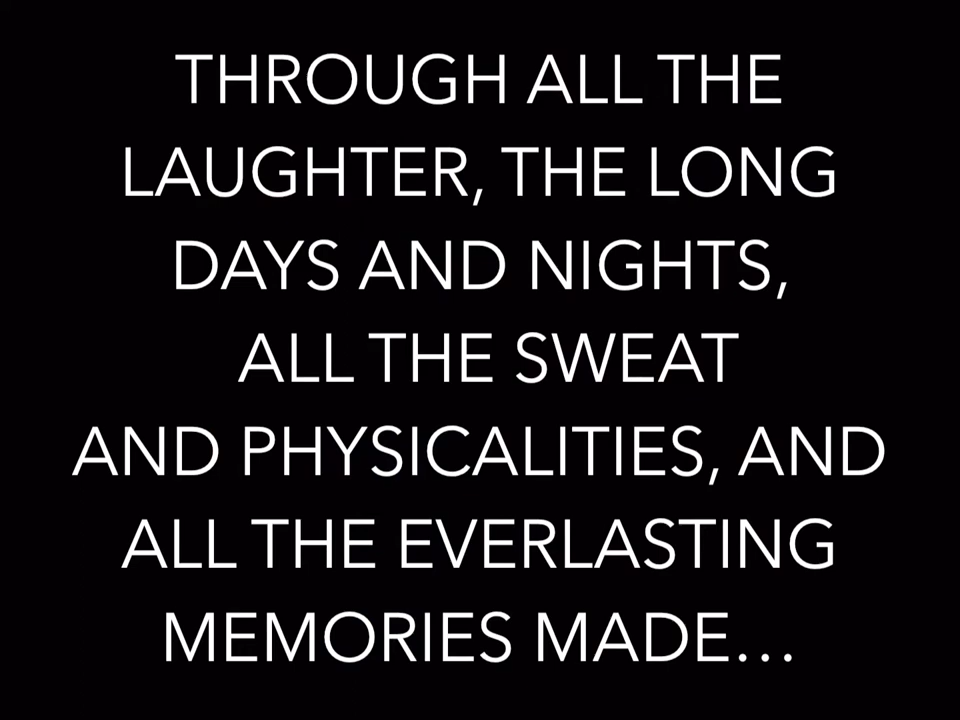 THROUGH ALL THE
LAUGHTER, THE LONG
DAYS AND NIGHTS,
ALL THE SWEAT
AND PHYSICALITIES, AND
ALL THE EVERLASTING
MEMORIES MADE...